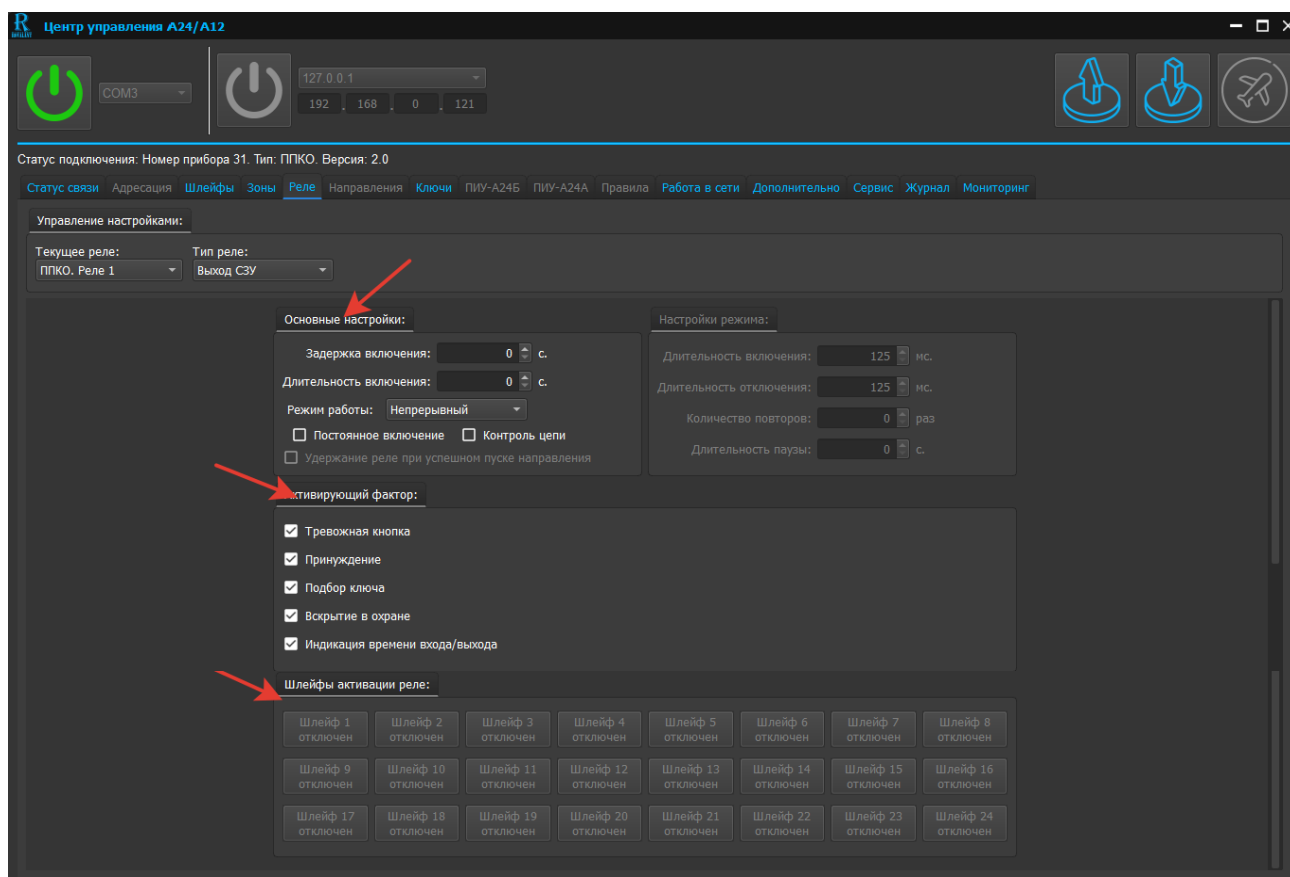 R
Центр управления A24/A12
COM3
127.0.0.1
192 . 168 . 0 . 121
Статус подключения: Номер прибора 31. Тип: ППКО. Версия: 2.0
Статус связи Адресация Шлейфы Зоны Реле Направления Ключи ПИУ-А24Б ПИУ-А24А Правила Работа в сети Дополнительно Сервис Журнал Мониторинг
Управление настройками:
Текущее реле: Тип реле:
ППКО. Реле 1 Выход СЗУ
Основные настройки: Настройки режима:
Задержка включения: 0 с. Длительность включения: 125 мс.
Длительность включения: 0 с. Длительность отключения: 125 мс.
Режим работы: Непрерывный Количество повторов: 0 раз
Постоянное включение Контроль цепи Длительность паузы: 0 с.
Удержание реле при успешном пуске направления
Активирующий фактор:
Тревожная кнопка
Принуждение
Подбор ключа
Вскрытие в охране
Индикация времени входа/выхода
Шлейфы активации реле:
Шлейф 1 Шлейф 2 Шлейф 3 Шлейф 4 Шлейф 5 Шлейф 6 Шлейф 7 Шлейф 8
отключен отключен отключен отключен отключен отключен отключен отключен
Шлейф 9 Шлейф 10 Шлейф 11 Шлейф 12 Шлейф 13 Шлейф 14 Шлейф 15 Шлейф 16
отключен отключен отключен отключен отключен отключен отключен отключен
Шлейф 17 Шлейф 18 Шлейф 19 Шлейф 20 Шлейф 21 Шлейф 22 Шлейф 23 Шлейф 24
отключен отключен отключен отключен отключен отключен отключен отключен